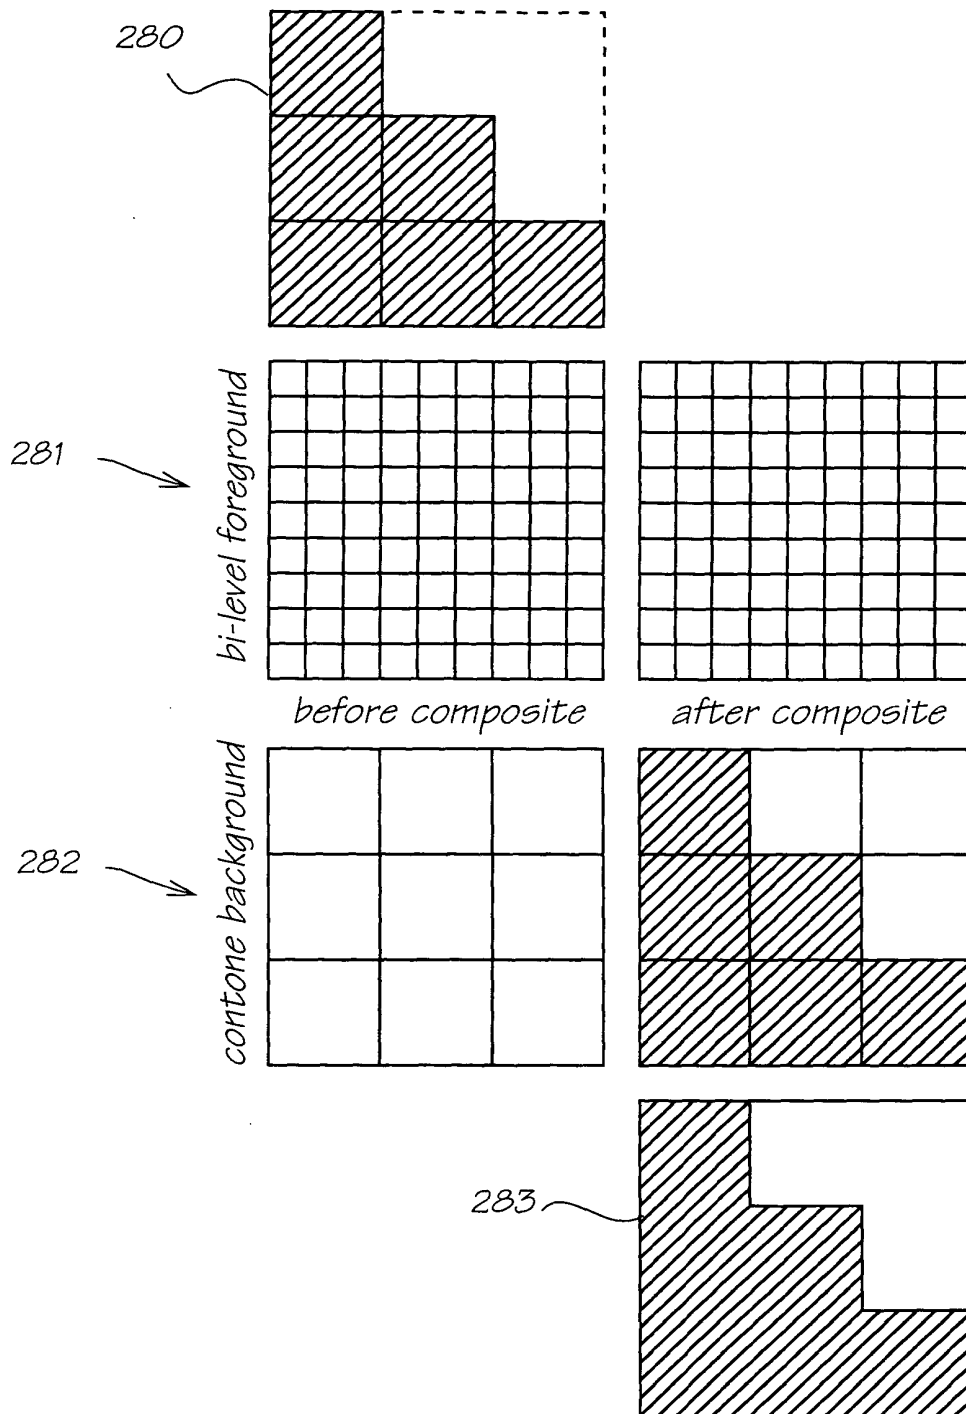 280
281
bi-level foreground
before composite
after composite
282
contone background
283